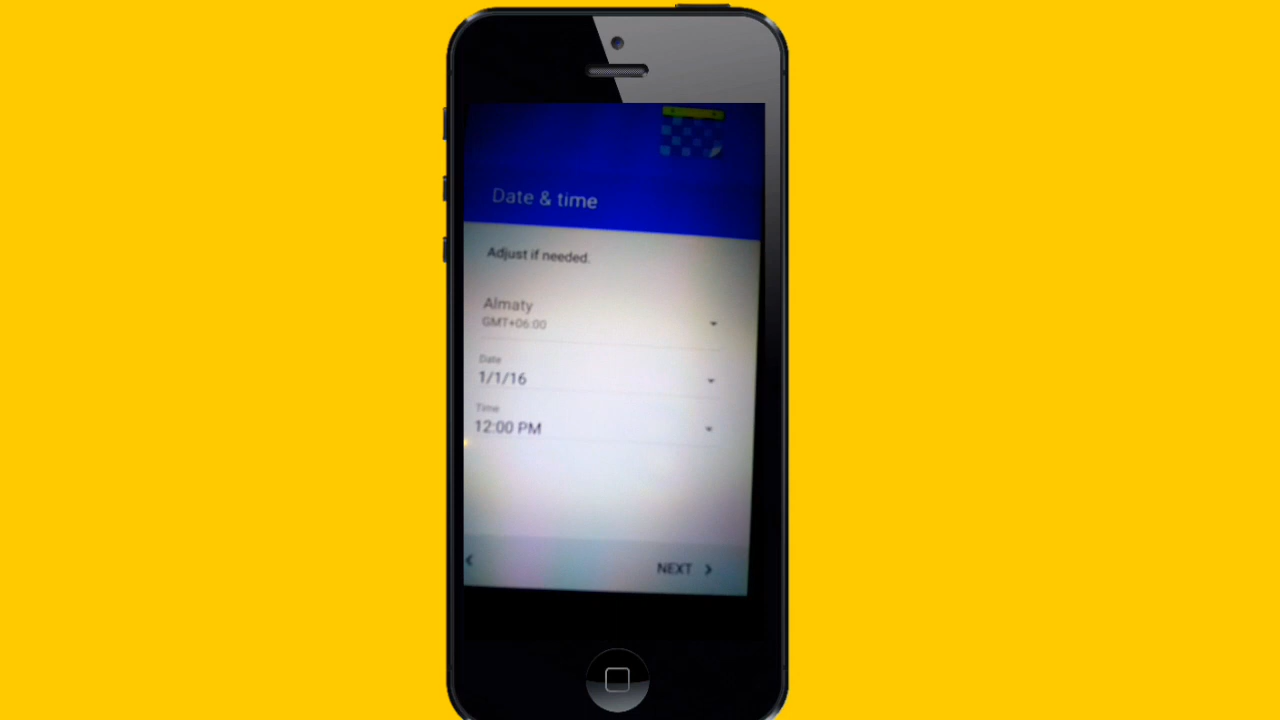 Date & time
Adjust if needed.
Almaty
GMT+06:00
Date
1/1/16
Time
12:00 PM
NEXT